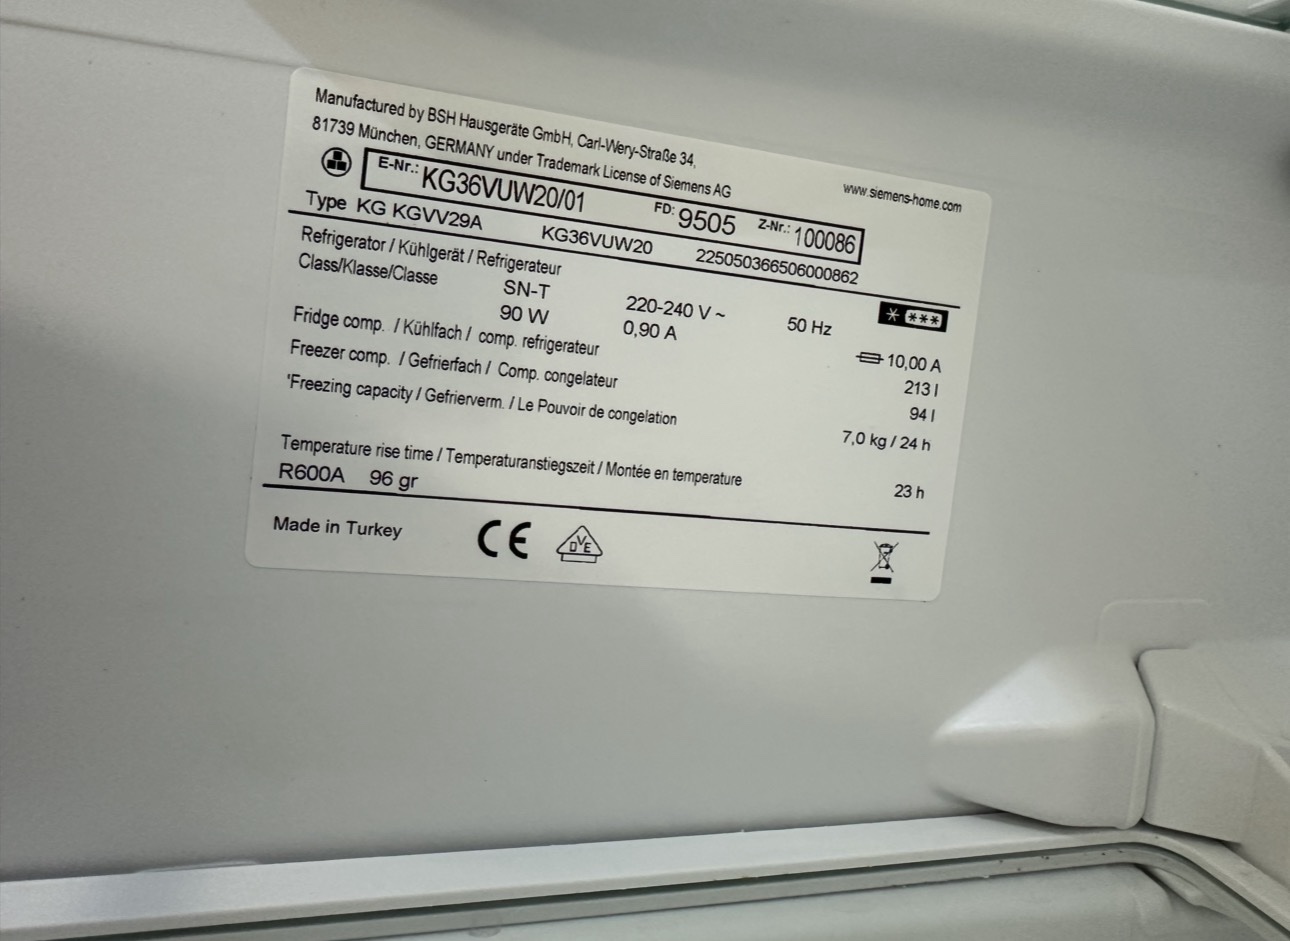 Manufactured by BSH Hausgeräte GmbH, Carl-Wery-Straße 34,
81739 München, GERMANY under Trademark License of Siemens AG
www.siemens-home.com
E-Nr.: KG36VUW20/01 FD: 9505 Z-Nr.: 100086
Type KG KGVV29A KG36VUW20 225050366506000862
Refrigerator / Kühlgerät / Refrigerateur
Class/Klasse/Classe SN-T 220-240 V ~ 50 Hz * ***
90 W 0,90 A 10,00 A
Fridge comp. / Kühlfach / comp. refrigerateur 213 l
Freezer comp. / Gefrierfach / Comp. congelateur 94 l
'Freezing capacity / Gefrierverm. / Le Pouvoir de congelation 7,0 kg / 24 h
Temperature rise time / Temperaturanstiegszeit / Montée en temperature 23 h
R600A 96 gr
Made in Turkey CE DVE